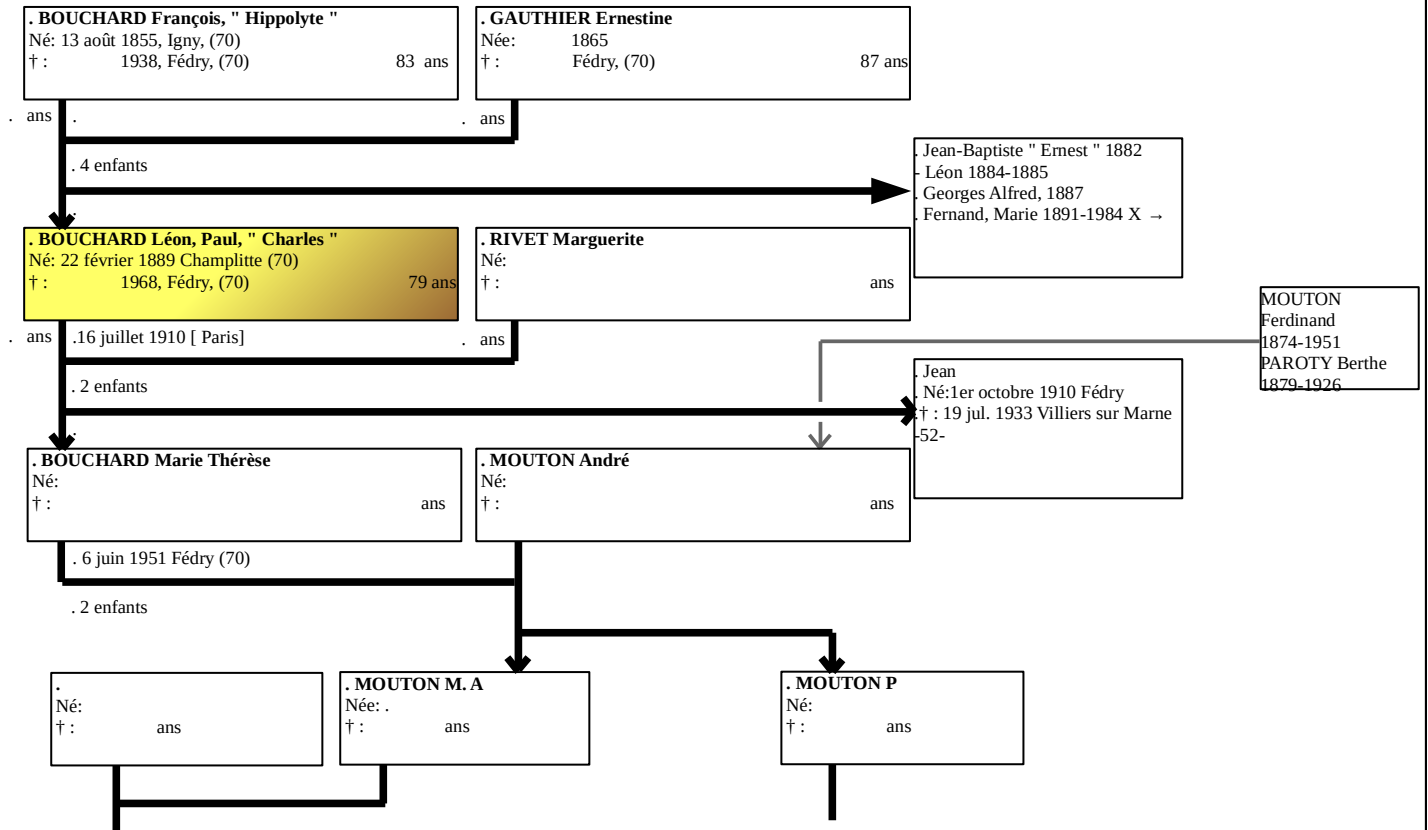 . BOUCHARD François, " Hippolyte "
Né: 13 août 1855, Igny, (70)
† : 1938, Fédry, (70) 83 ans
. GAUTHIER Ernestine
Née: 1865
† : Fédry, (70) 87 ans
. ans .
. ans
. 4 enfants
. Jean-Baptiste " Ernest " 1882
- Léon 1884-1885
. Georges Alfred, 1887
. Fernand, Marie 1891-1984 X →
.
. BOUCHARD Léon, Paul, " Charles "
Né: 22 février 1889 Champlitte (70)
† : 1968, Fédry, (70) 79 ans
. RIVET Marguerite
Né:
† : ans
MOUTON
Ferdinand
1874-1951
PAROTY Berthe
1879-1926
. ans .16 juillet 1910 [ Paris]
. ans
. 2 enfants
. Jean
. Né:1er octobre 1910 Fédry
.† : 19 jul. 1933 Villiers sur Marne
-52-
.
. BOUCHARD Marie Thérèse
Né:
† : ans
. MOUTON André
Né:
† : ans
. 6 juin 1951 Fédry (70)
. 2 enfants
.
Né:
† : ans
. MOUTON M. A
Née: .
† : ans
. MOUTON P
Né:
† : ans